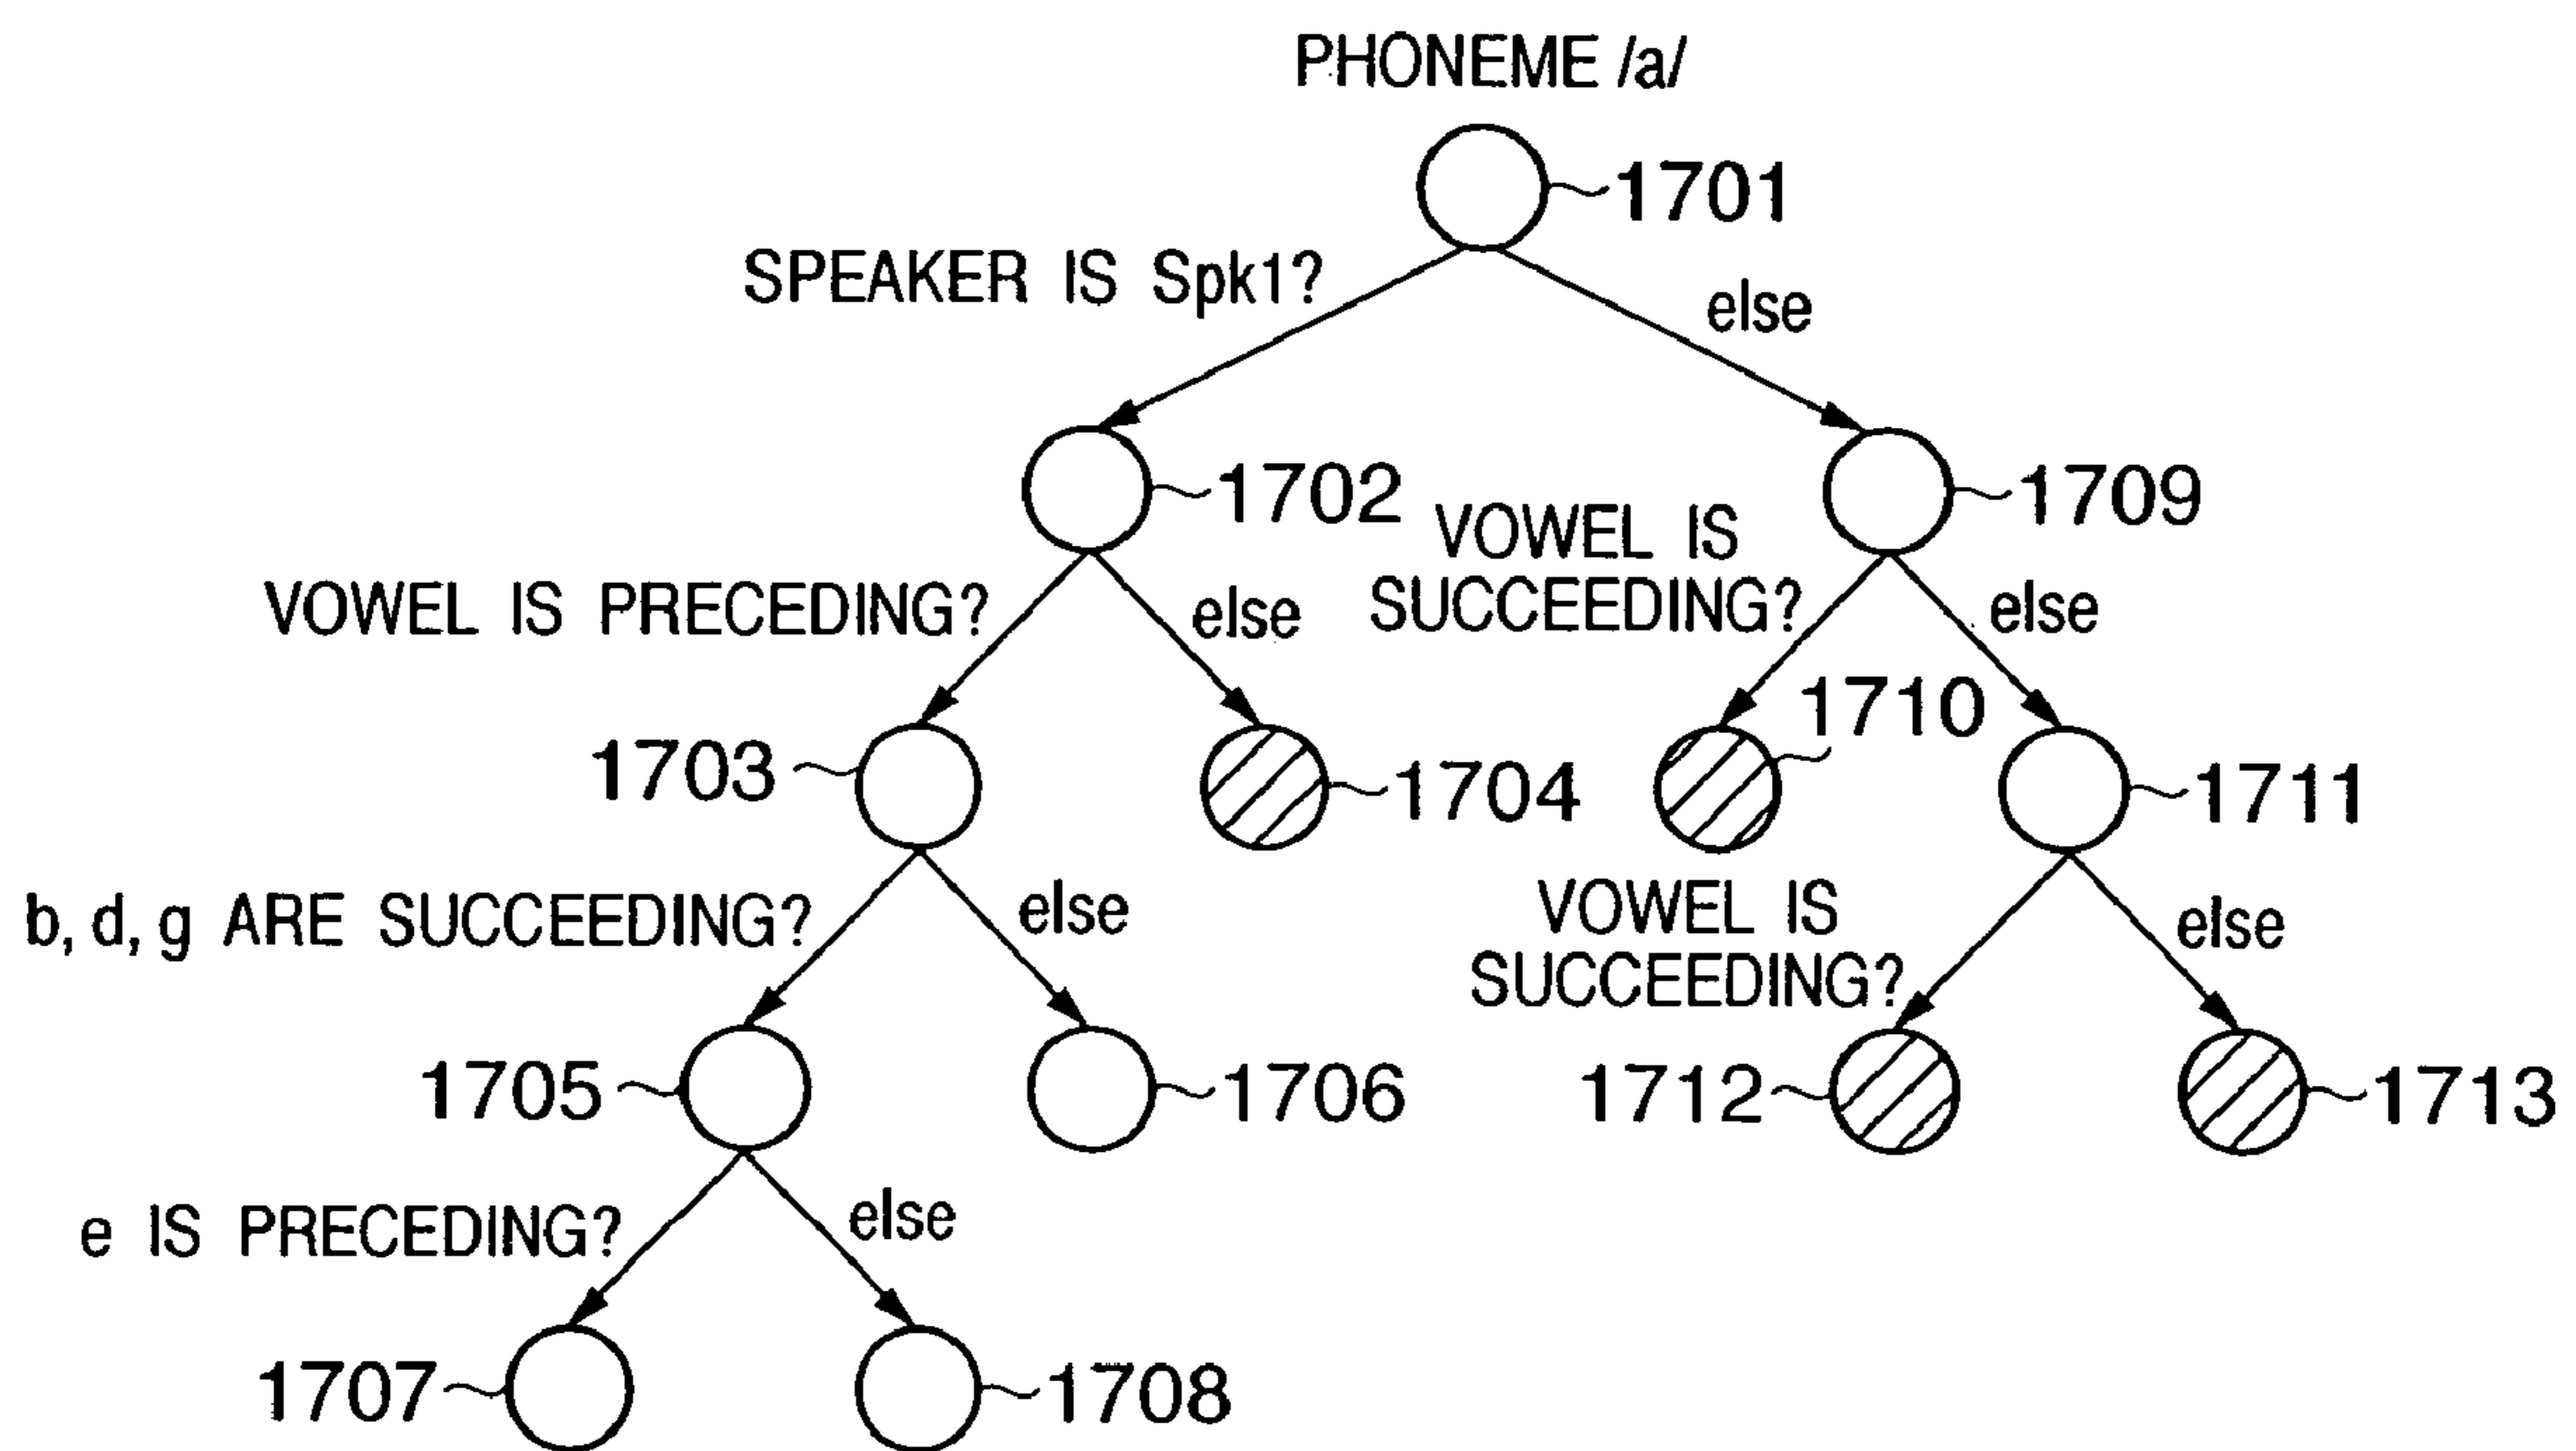 PHONEME /a/
1701
SPEAKER IS Spk1?
else
1702
1709
VOWEL IS PRECEDING?
else
VOWEL IS
SUCCEEDING?
else
1703
1704
1710
1711
b, d, g ARE SUCCEEDING?
else
VOWEL IS
SUCCEEDING?
else
1705
1706
1712
1713
e IS PRECEDING?
else
1707
1708